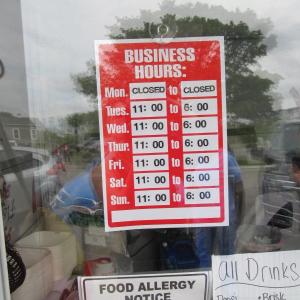 BUSINESS
HOURS:
Mon. CLOSED to CLOSED
Tues. 11: 00 to 6: 00
Wed. 11: 00 to 6: 00
Thur. 11: 00 to 6: 00
Fri. 11: 00 to 6: 00
Sat. 11: 00 to 6: 00
Sun. 11: 00 to 6: 00
FOOD ALLERGY
NOTICE
all Drinks
• Brisk